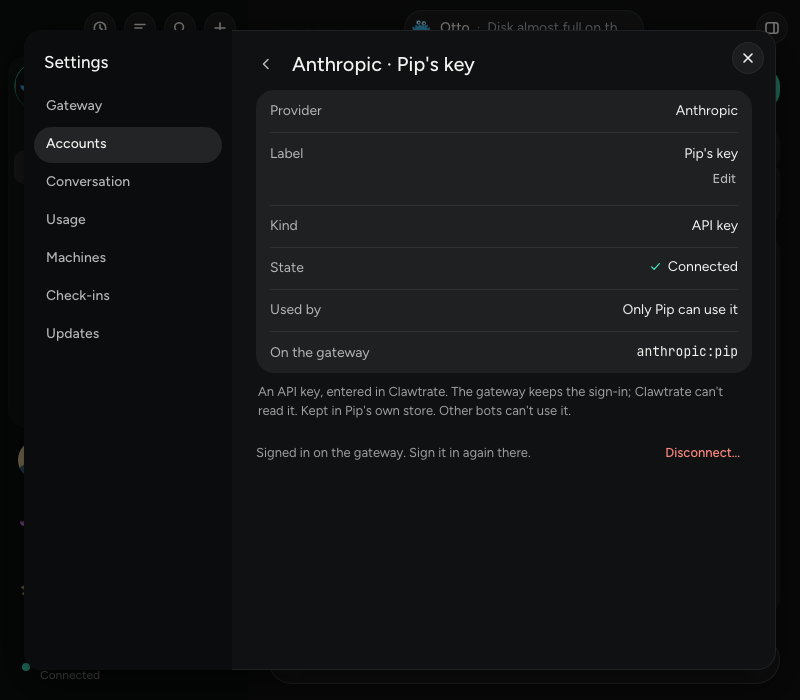 Otto · Disk almost full on th
Settings
Gateway
Accounts
Conversation
Usage
Machines
Check-ins
Updates
Anthropic · Pip's key
Provider Anthropic
Label Pip's key
Edit
Kind API key
State Connected
Used by Only Pip can use it
On the gateway anthropic:pip
An API key, entered in Clawtrate. The gateway keeps the sign-in; Clawtrate can't
read it. Kept in Pip's own store. Other bots can't use it.
Signed in on the gateway. Sign it in again there. Disconnect…
Connected